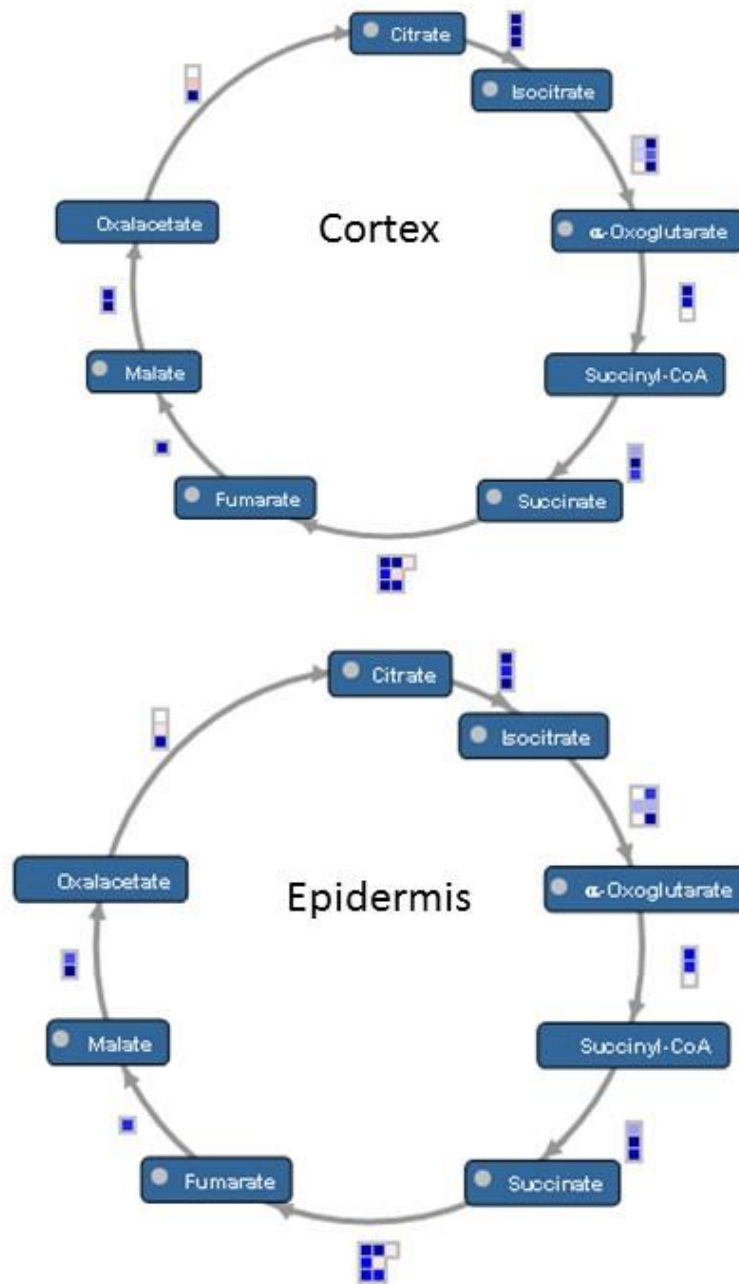 Citrate
Isocitrate
Oxalacetate
Cortex
α-Oxoglutarate
Malate
Succinyl-CoA
Fumarate
Succinate
Citrate
Isocitrate
Oxalacetate
Epidermis
α-Oxoglutarate
Malate
Succinyl-CoA
Fumarate
Succinate